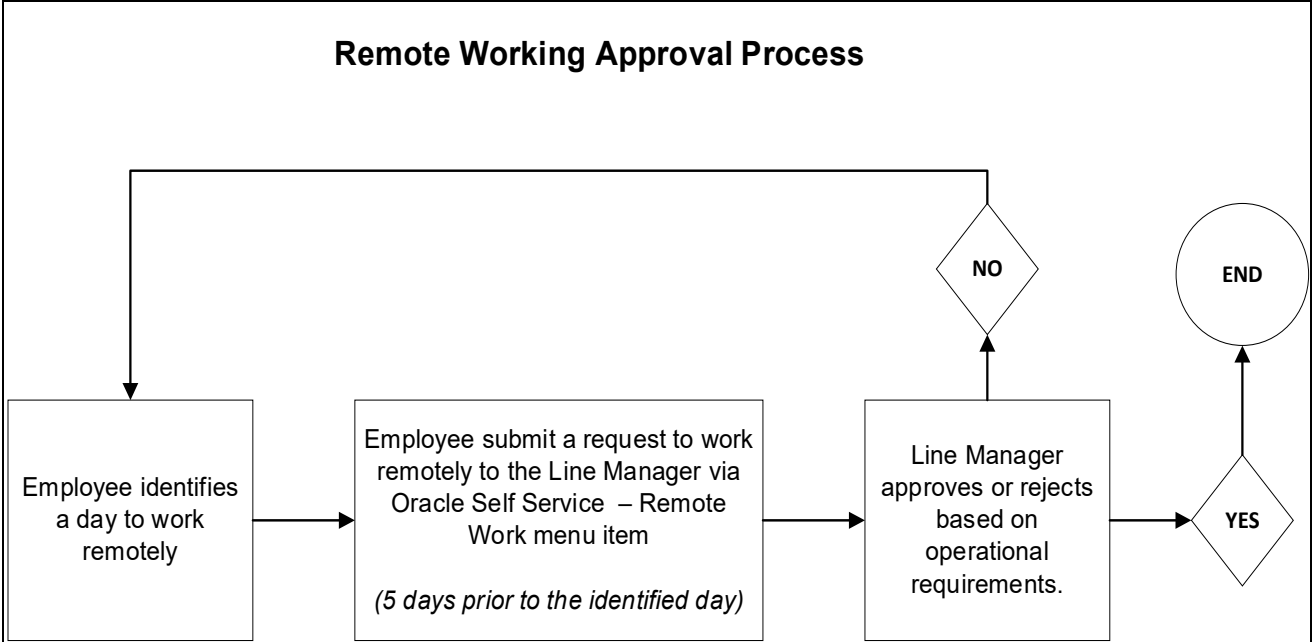 Remote Working Approval Process
NO
END
Employee identifies
a day to work
remotely
Employee submit a request to work
remotely to the Line Manager via
Oracle Self Service – Remote
Work menu item
(5 days prior to the identified day)
Line Manager
approves or rejects
based on
operational
requirements.
YES